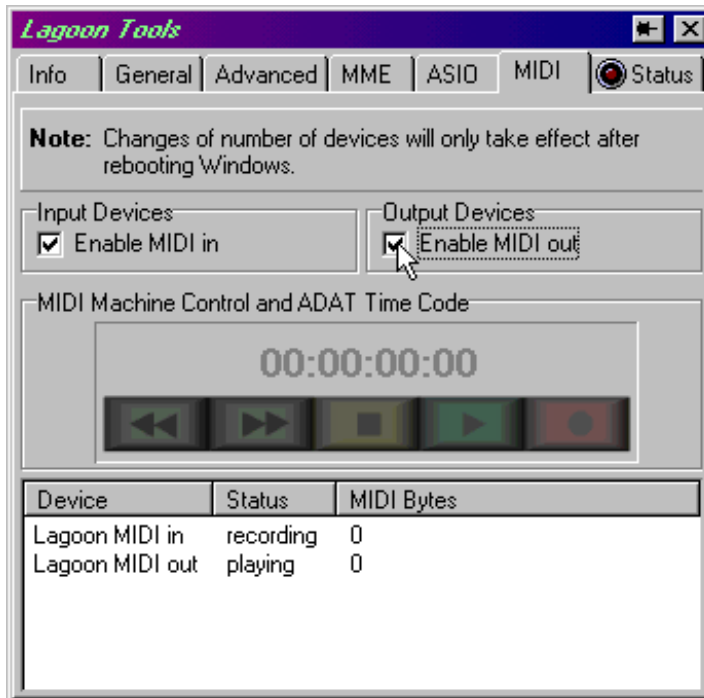 Lagoon Tools
Info General Advanced MME ASIO MIDI Status
Note: Changes of number of devices will only take effect after
rebooting Windows.
Input Devices
Enable MIDI in
Output Devices
Enable MIDI out
MIDI Machine Control and ADAT Time Code
00:00:00:00
Device Status MIDI Bytes
Lagoon MIDI in recording 0
Lagoon MIDI out playing 0